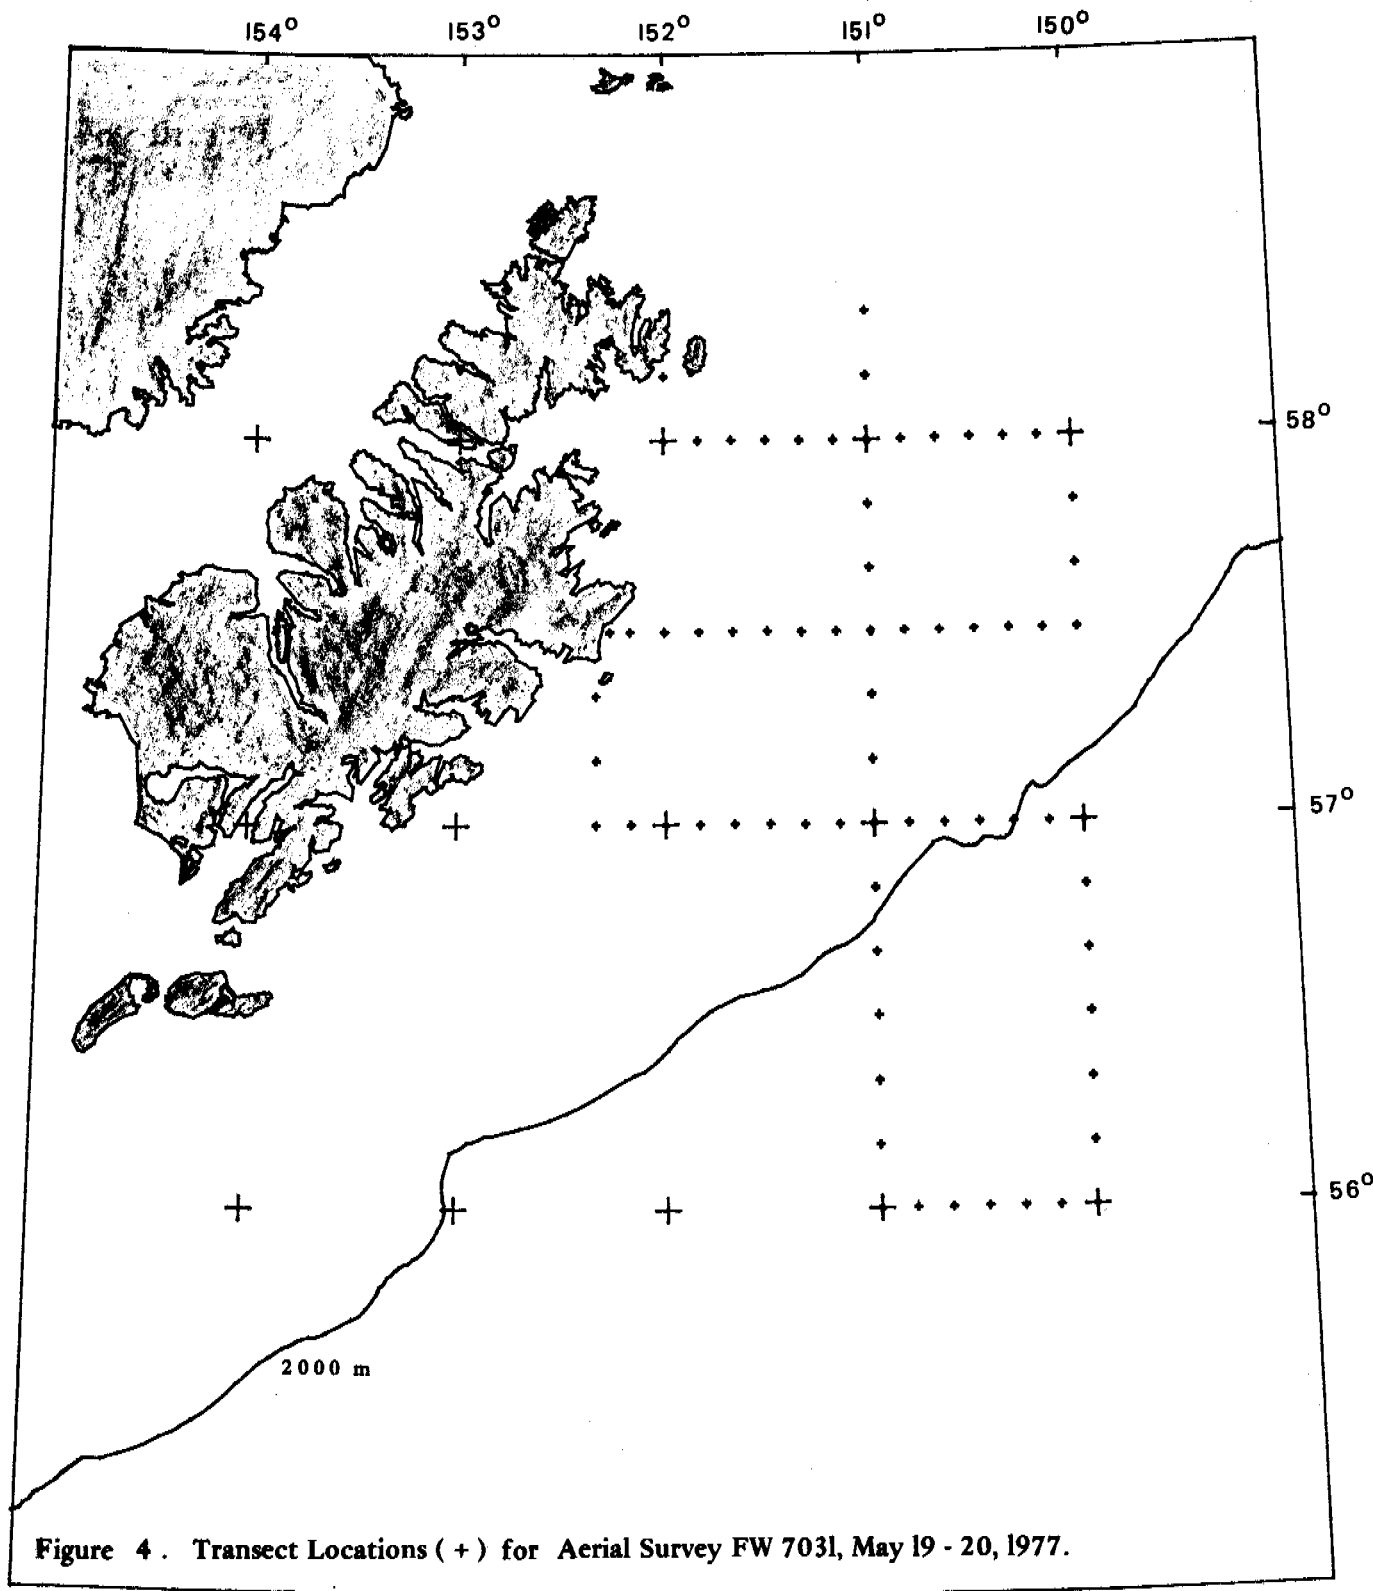 154° 153° 152° 151° 150°
58°
57°
56°
2000 m
Figure 4. Transect Locations (+) for Aerial Survey FW 7031, May 19 - 20, 1977.